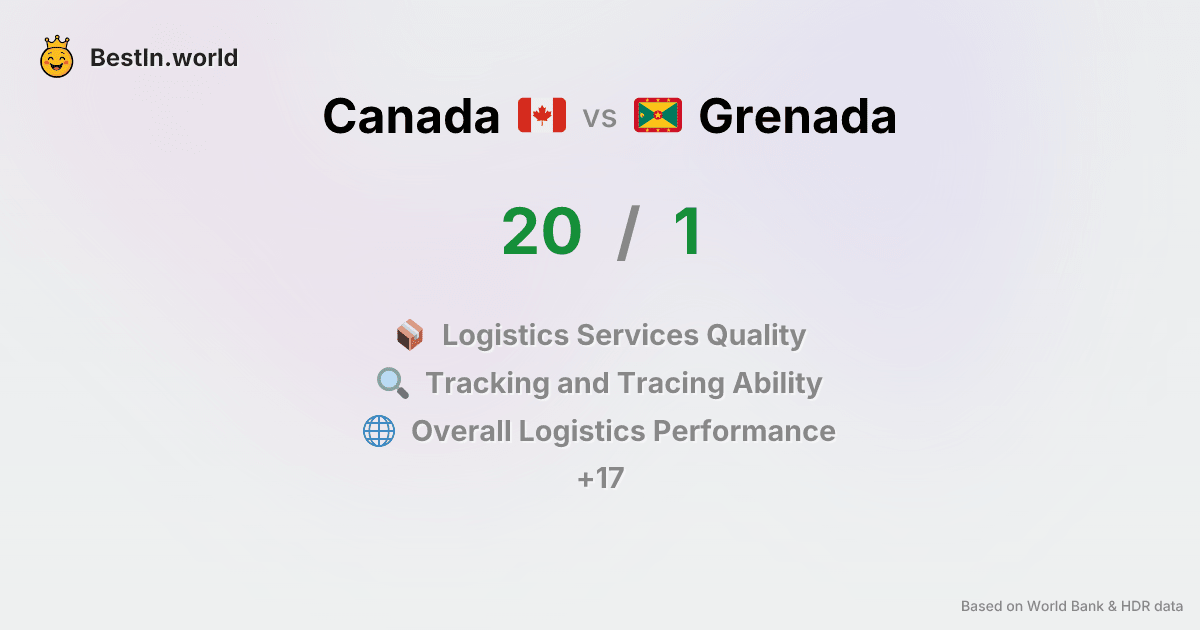 BestIn.world
Canada vs Grenada
20 / 1
Logistics Services Quality
Tracking and Tracing Ability
Overall Logistics Performance
+17
Based on World Bank & HDR data